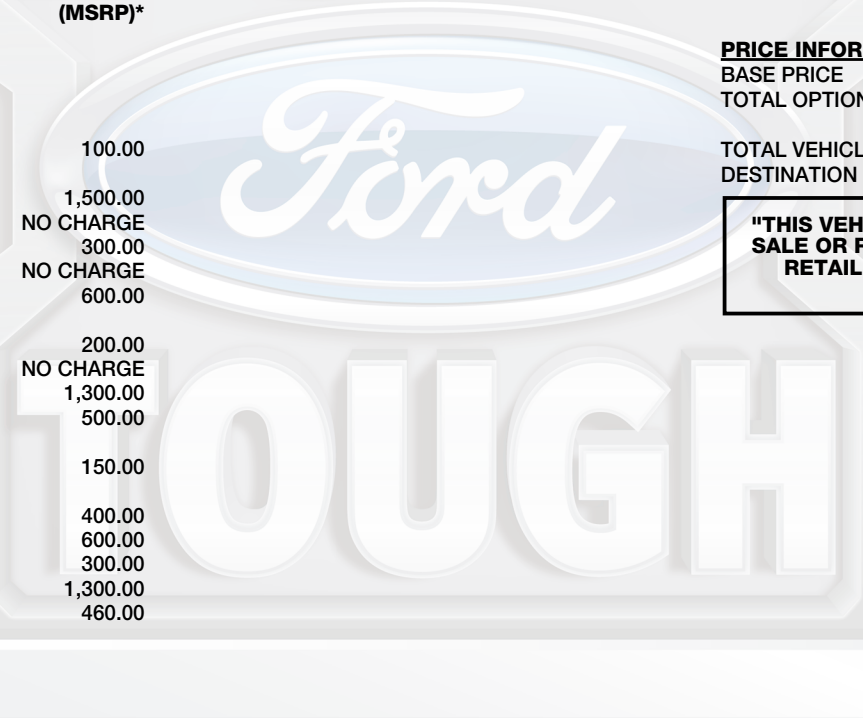 (MSRP)*
100.00
1,500.00
NO CHARGE
300.00
NO CHARGE
600.00
200.00
NO CHARGE
1,300.00
500.00
150.00
400.00
600.00
300.00
1,300.00
460.00
PRICE INFOR
BASE PRICE
TOTAL OPTION
TOTAL VEHICL
DESTINATION
"THIS VEH
SALE OR F
RETAIL
Ford
TOUGH